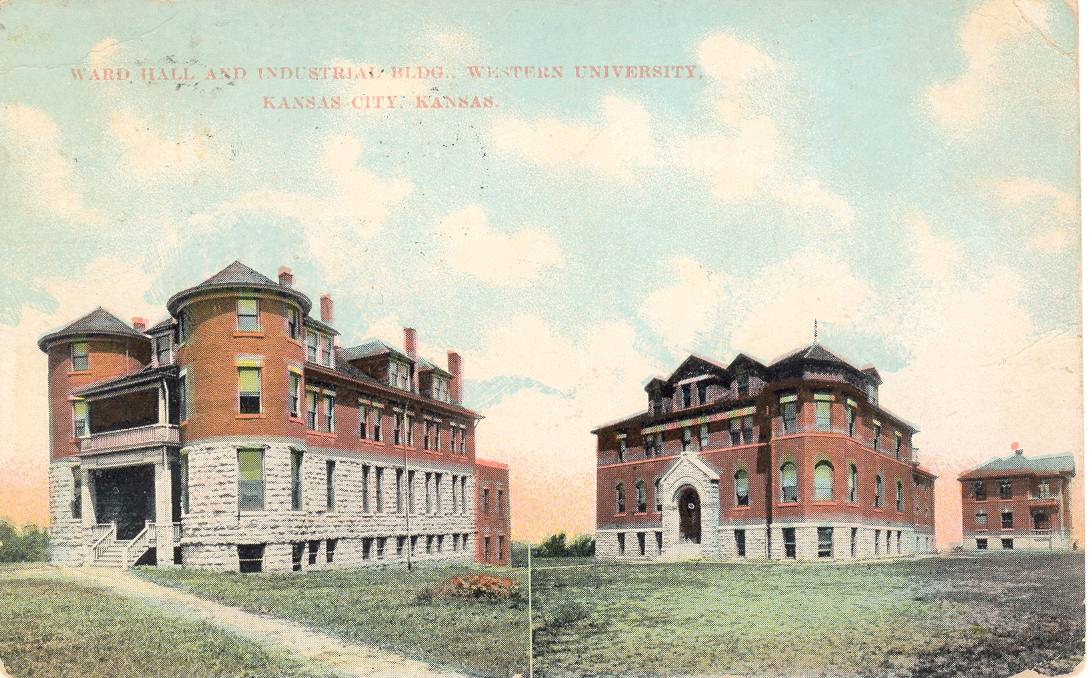 WARD HALL AND INDUSTRIAL BLDG., WESTERN UNIVERSITY,
KANSAS CITY, KANSAS.